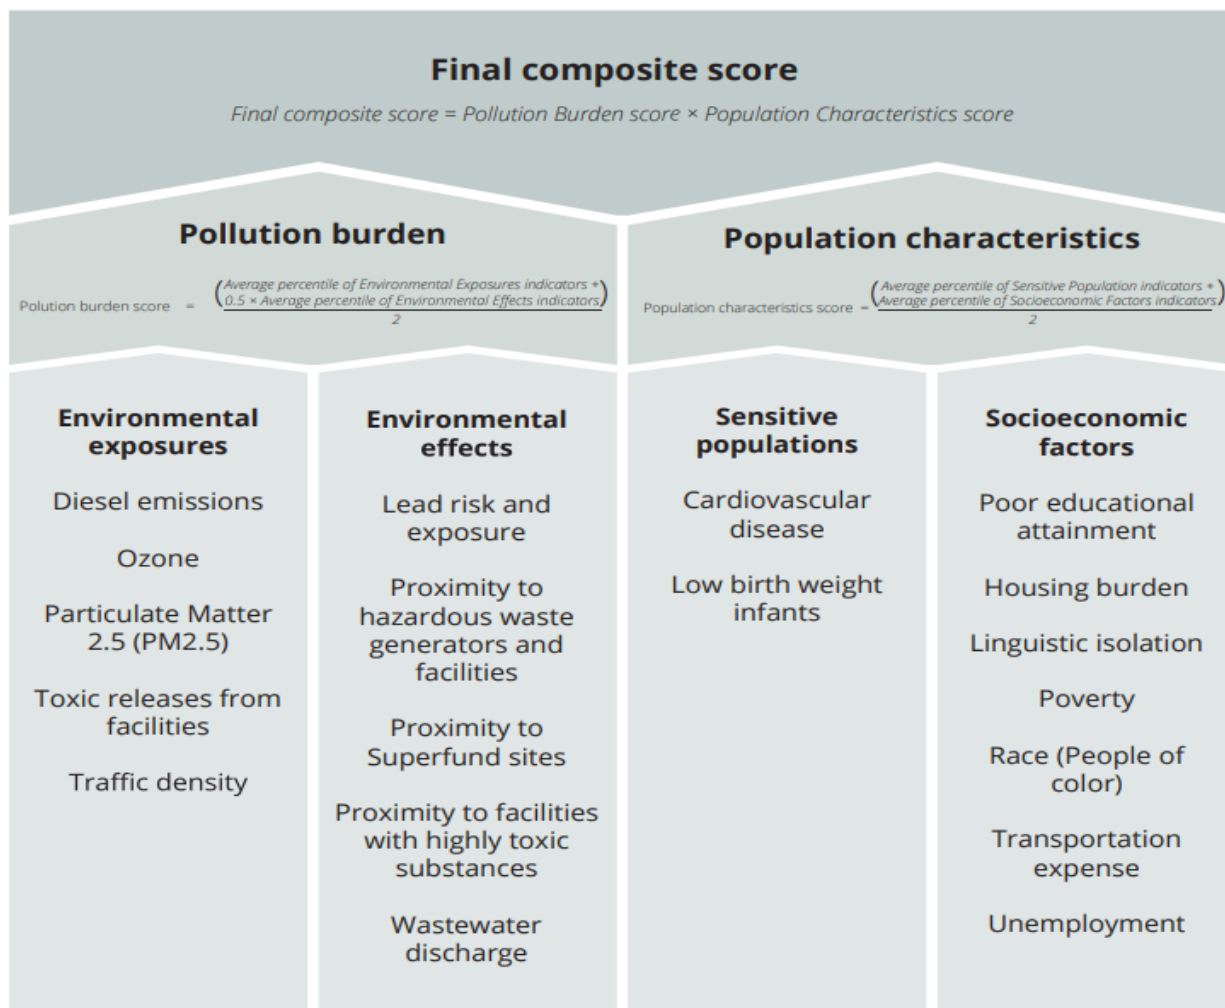 Final composite score
Final composite score = Pollution Burden score × Population Characteristics score
Pollution burden
Polution burden score = (Average percentile of Environmental Exposures indicators +
0.5 × Average percentile of Environmental Effects indicators)
2
Population characteristics
Population characteristics score = (Average percentile of Sensitive Population indicators +
Average percentile of Socioeconomic Factors indicators)
2
Environmental
exposures
Diesel emissions
Ozone
Particulate Matter
2.5 (PM2.5)
Toxic releases from
facilities
Traffic density
Environmental
effects
Lead risk and
exposure
Proximity to
hazardous waste
generators and
facilities
Proximity to
Superfund sites
Proximity to facilities
with highly toxic
substances
Wastewater
discharge
Sensitive
populations
Cardiovascular
disease
Low birth weight
infants
Socioeconomic
factors
Poor educational
attainment
Housing burden
Linguistic isolation
Poverty
Race (People of
color)
Transportation
expense
Unemployment